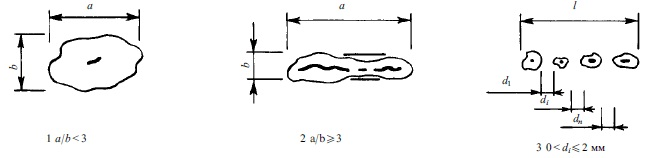 a
b
1 a/b<3
a
b
2 a/b⩾3
l
d₁
dᵢ
dₙ
3 0<dᵢ⩽2 мм